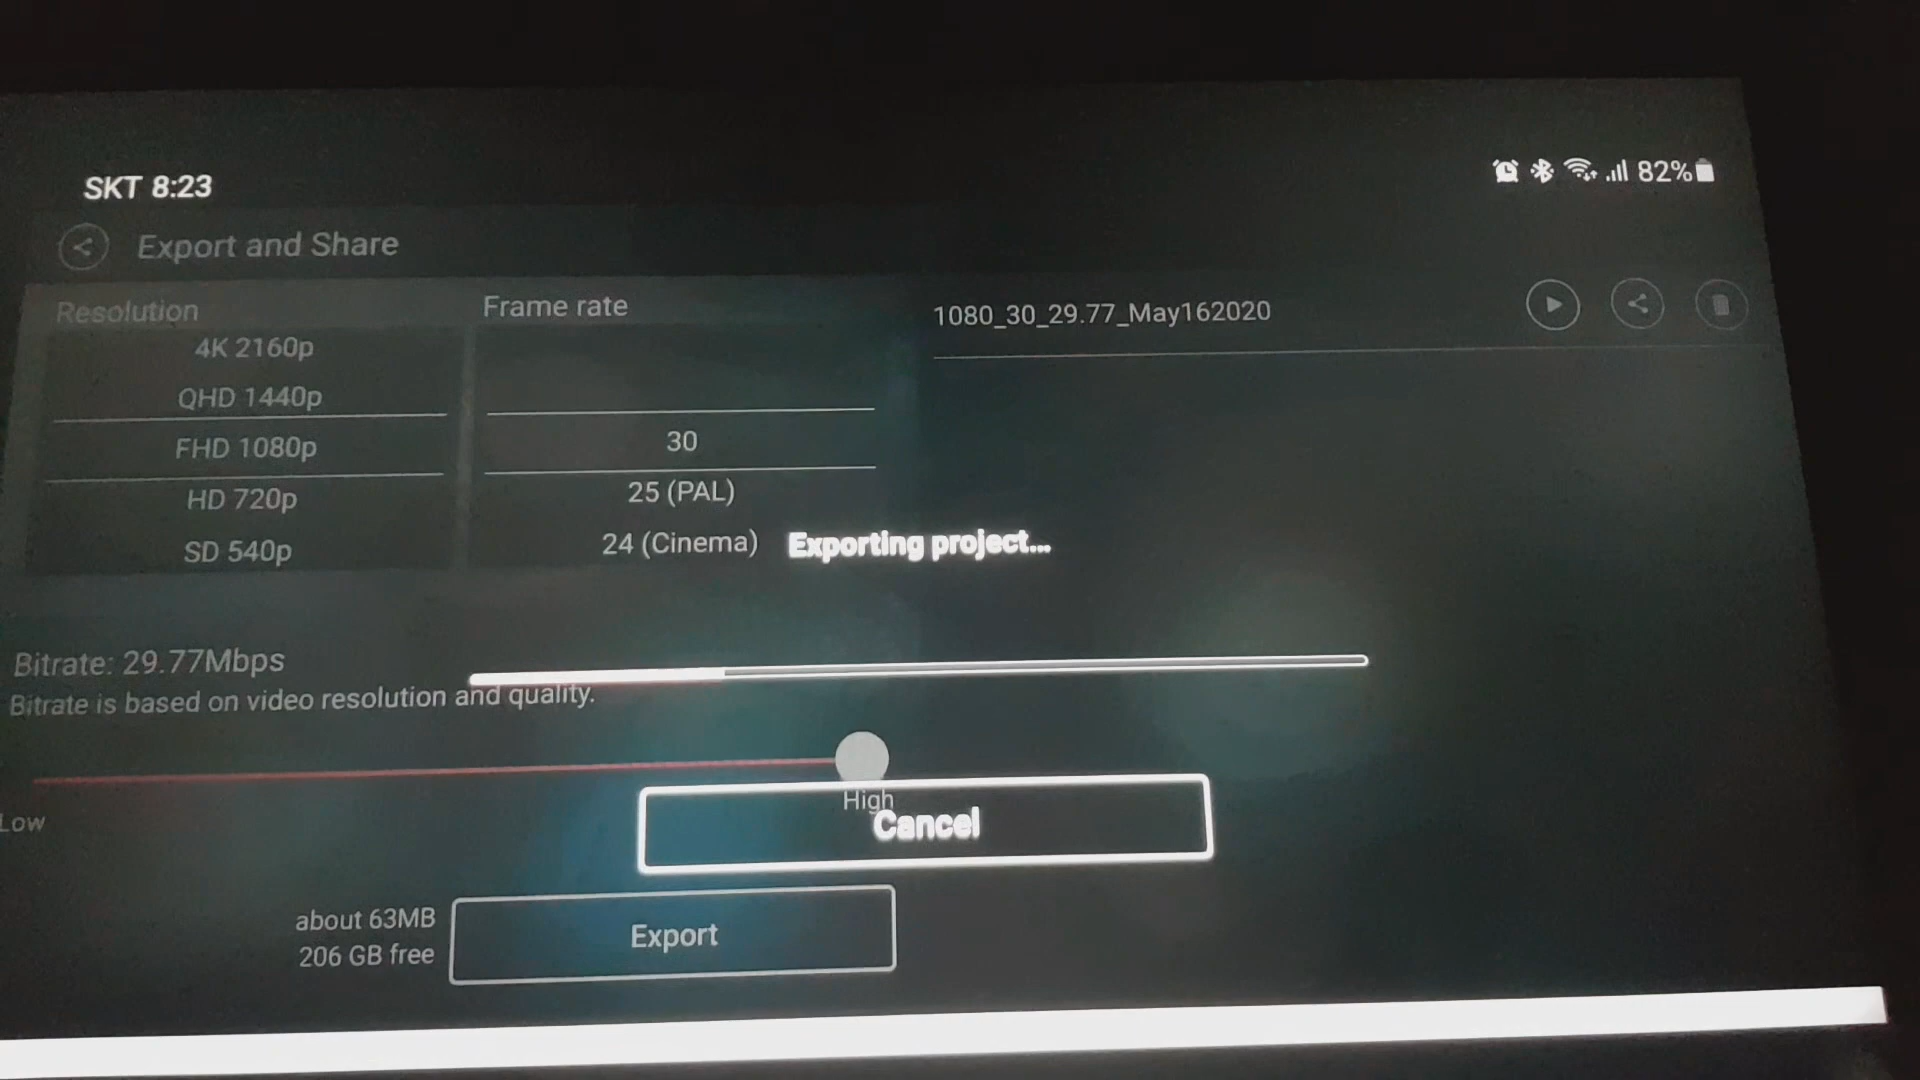 SKT 8:23
82%
Export and Share
Resolution
4K 2160p
QHD 1440p
FHD 1080p
HD 720p
SD 540p
Frame rate
30
25 (PAL)
24 (Cinema)
1080_30_29.77_May162020
Exporting project...
Bitrate: 29.77Mbps
Bitrate is based on video resolution and quality.
Low
High
Cancel
about 63MB
206 GB free
Export